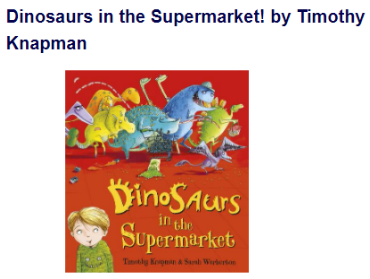 Dinosaurs in the Supermarket! by Timothy
Knapman
DinoSAurs
in the
Supermarket
Timothy Knapman & Sarah Warburton